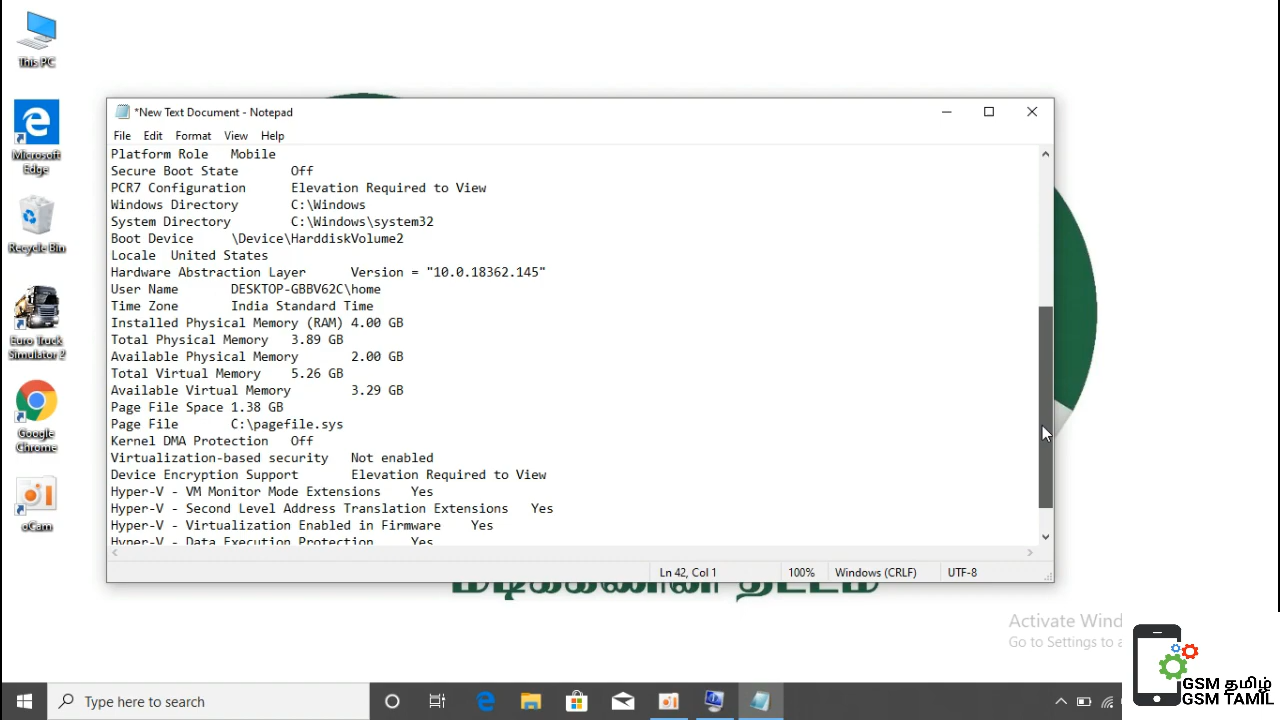 This PC
Microsoft
Edge
Recycle Bin
Euro Truck
Simulator 2
Google
Chrome
oCam
*New Text Document - Notepad
File Edit Format View Help
Platform Role Mobile
Secure Boot State Off
PCR7 Configuration Elevation Required to View
Windows Directory C:\Windows
System Directory C:\Windows\system32
Boot Device \Device\HarddiskVolume2
Locale United States
Hardware Abstraction Layer Version = "10.0.18362.145"
User Name DESKTOP-GBBV62C\home
Time Zone India Standard Time
Installed Physical Memory (RAM) 4.00 GB
Total Physical Memory 3.89 GB
Available Physical Memory 2.00 GB
Total Virtual Memory 5.26 GB
Available Virtual Memory 3.29 GB
Page File Space 1.38 GB
Page File C:\pagefile.sys
Kernel DMA Protection Off
Virtualization-based security Not enabled
Device Encryption Support Elevation Required to View
Hyper-V - VM Monitor Mode Extensions Yes
Hyper-V - Second Level Address Translation Extensions Yes
Hyper-V - Virtualization Enabled in Firmware Yes
Hyper-V - Data Execution Protection Yes
Ln 42, Col 1 100% Windows (CRLF) UTF-8
Activate Wind
Go to Settings to a
GSM தமிழ்
GSM TAMIL
Type here to search